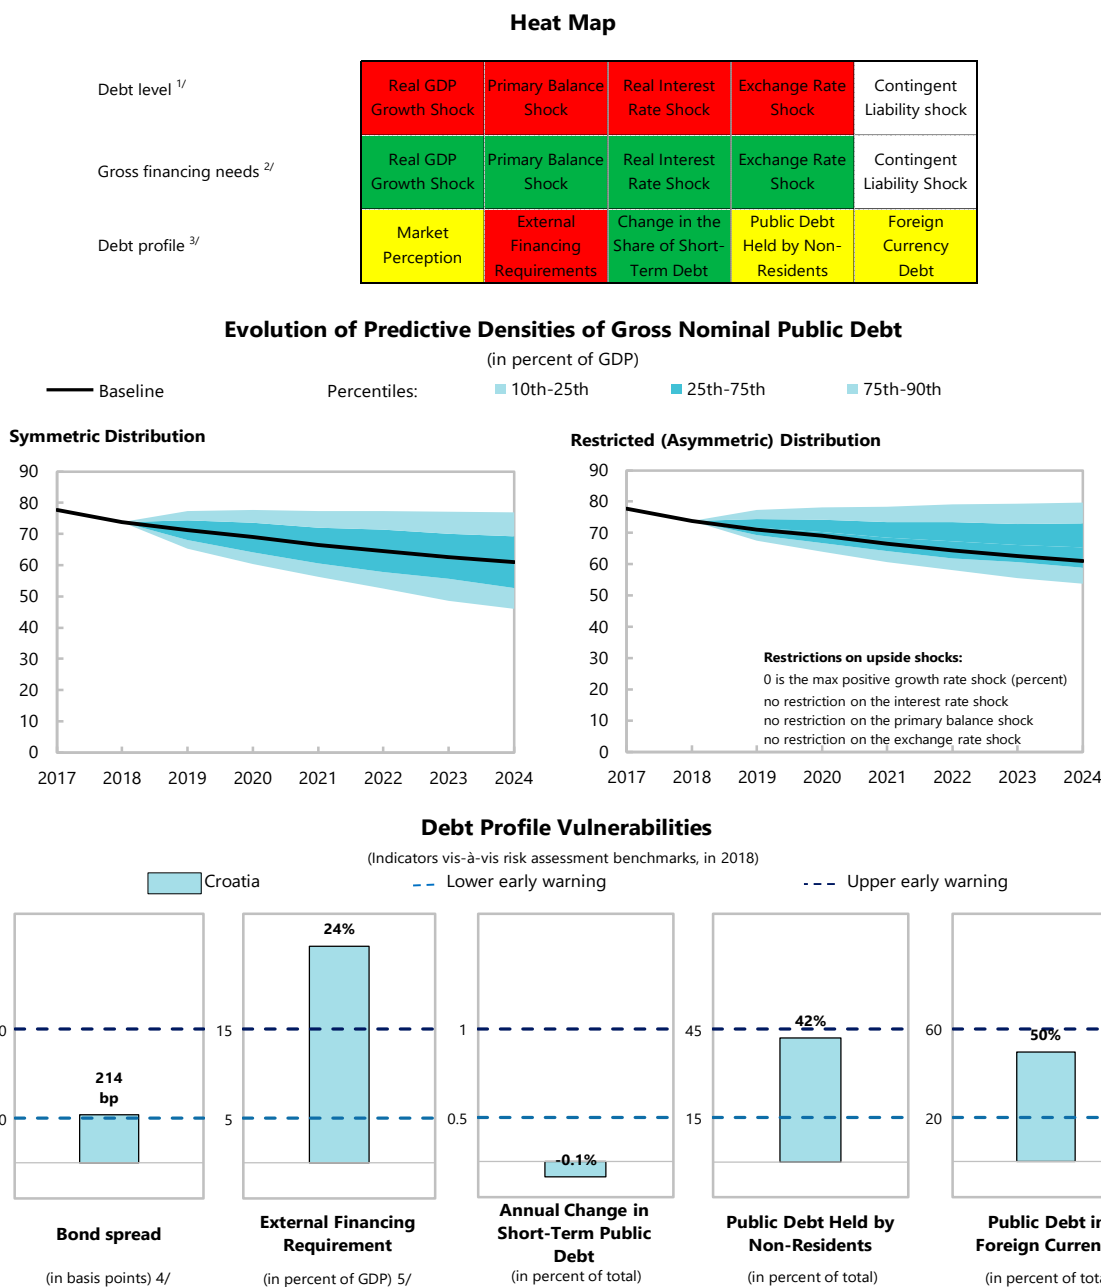 Heat Map
Debt level 1/
Real GDP Growth Shock
Primary Balance Shock
Real Interest Rate Shock
Exchange Rate Shock
Contingent Liability shock
Gross financing needs 2/
Real GDP Growth Shock
Primary Balance Shock
Real Interest Rate Shock
Exchange Rate Shock
Contingent Liability Shock
Debt profile 3/
Market Perception
External Financing Requirements
Change in the Share of Short-Term Debt
Public Debt Held by Non-Residents
Foreign Currency Debt
Evolution of Predictive Densities of Gross Nominal Public Debt
(in percent of GDP)
Baseline
Percentiles:
10th-25th
25th-75th
75th-90th
Symmetric Distribution
90
80
70
60
50
40
30
20
10
0
2017 2018 2019 2020 2021 2022 2023 2024
Restricted (Asymmetric) Distribution
90
80
70
60
50
40
30
20
10
0
Restrictions on upside shocks:
0 is the max positive growth rate shock (percent)
no restriction on the interest rate shock
no restriction on the primary balance shock
no restriction on the exchange rate shock
2017 2018 2019 2020 2021 2022 2023 2024
Debt Profile Vulnerabilities
(Indicators vis-à-vis risk assessment benchmarks, in 2018)
Croatia
Lower early warning
Upper early warning
0
0
214
bp
Bond spread
(in basis points) 4/
15
5
24%
External Financing
Requirement
(in percent of GDP) 5/
1
0.5
-0.1%
Annual Change in
Short-Term Public
Debt
(in percent of total)
45
15
42%
Public Debt Held by
Non-Residents
(in percent of total)
60
20
50%
Public Debt in
Foreign Curren
(in percent of tota